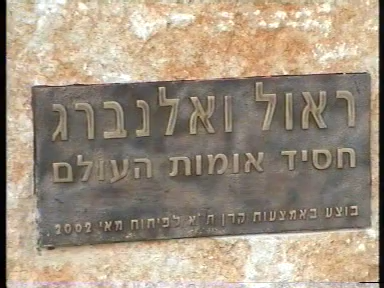 ראול ואלנברג
חסיד אומות העולם
בוצע באמצעות קרן ת"א לפיתוח מאי 2002